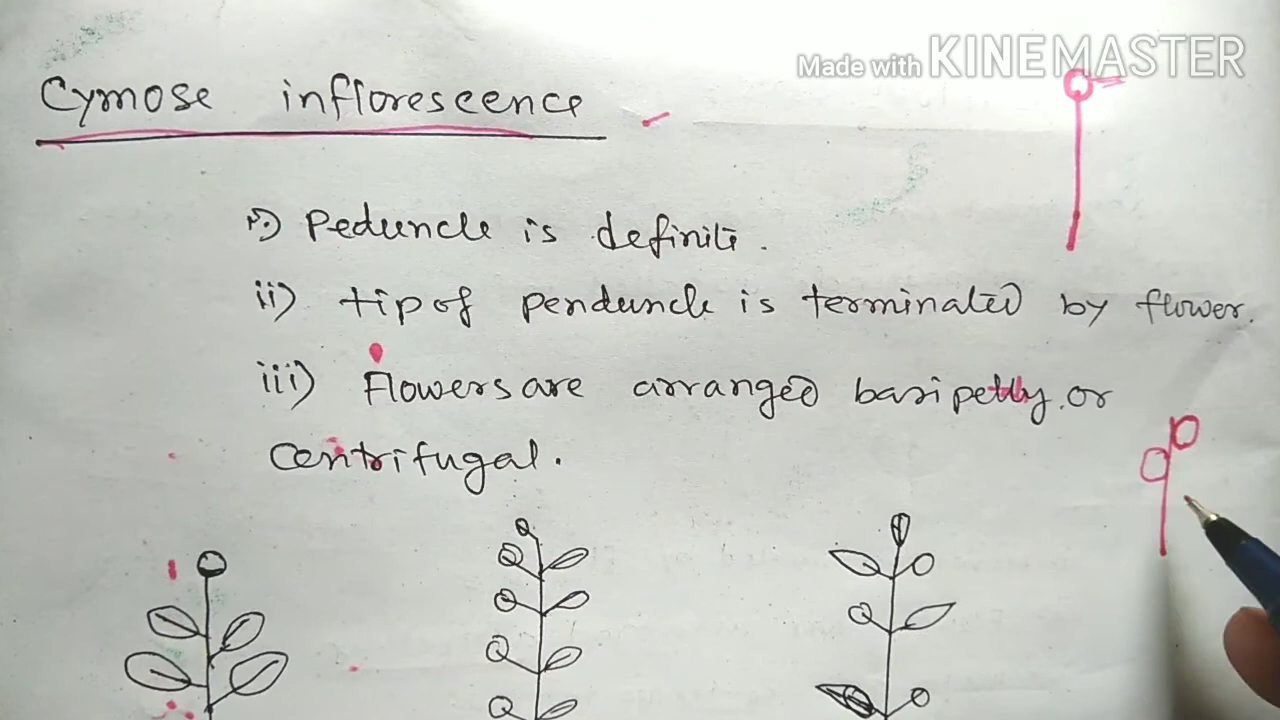 Made with KINEMASTER
Cymose inflorescence
i) Peduncle is definite.
ii) tip of penduncle is terminated by flower.
iii) Flowers are arranged basipetly. or
Centrifugal.